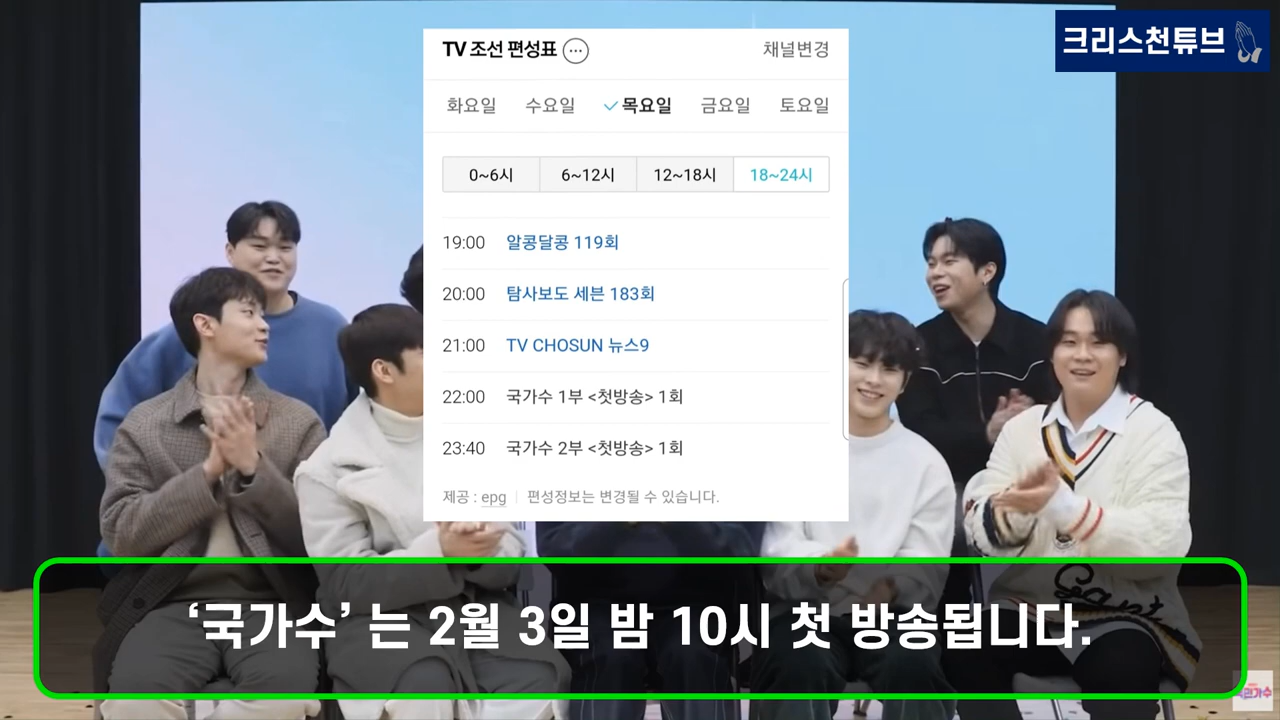 크리스천튜브
TV 조선 편성표
채널변경
화요일 수요일 목요일 금요일 토요일
0~6시 6~12시 12~18시 18~24시
19:00 알콩달콩 119회
20:00 탐사보도 세븐 183회
21:00 TV CHOSUN 뉴스9
22:00 국가수 1부 <첫방송> 1회
23:40 국가수 2부 <첫방송> 1회
제공 : epg | 편성정보는 변경될 수 있습니다.
‘국가수’ 는 2월 3일 밤 10시 첫 방송됩니다.